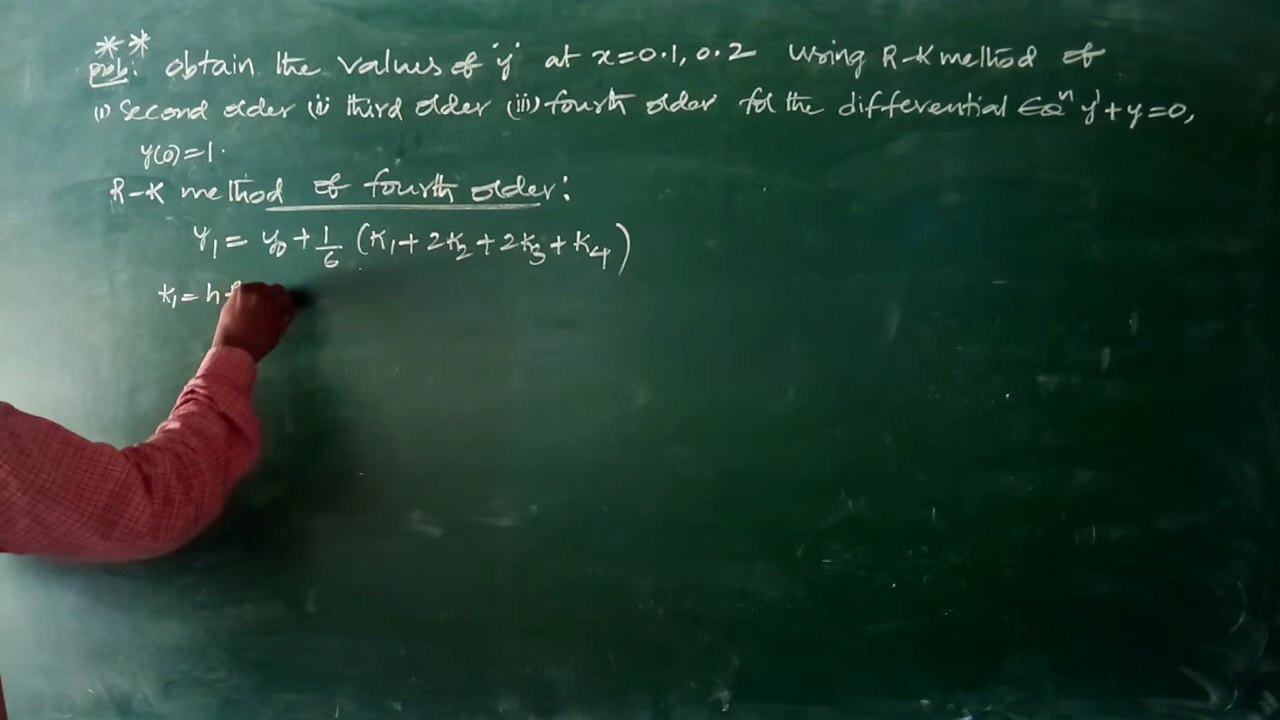 ** prob: obtain the values of 'y' at x=0.1, 0.2 using R-K method of
(i) Second order (ii) third order (iii) fourth order for the differential Eqⁿ y'+y=0,
y(0)=1.
R-K method of fourth order:
y₁ = y₀ + 1/6 (K₁ + 2K₂ + 2K₃ + K₄)
K₁ = h f